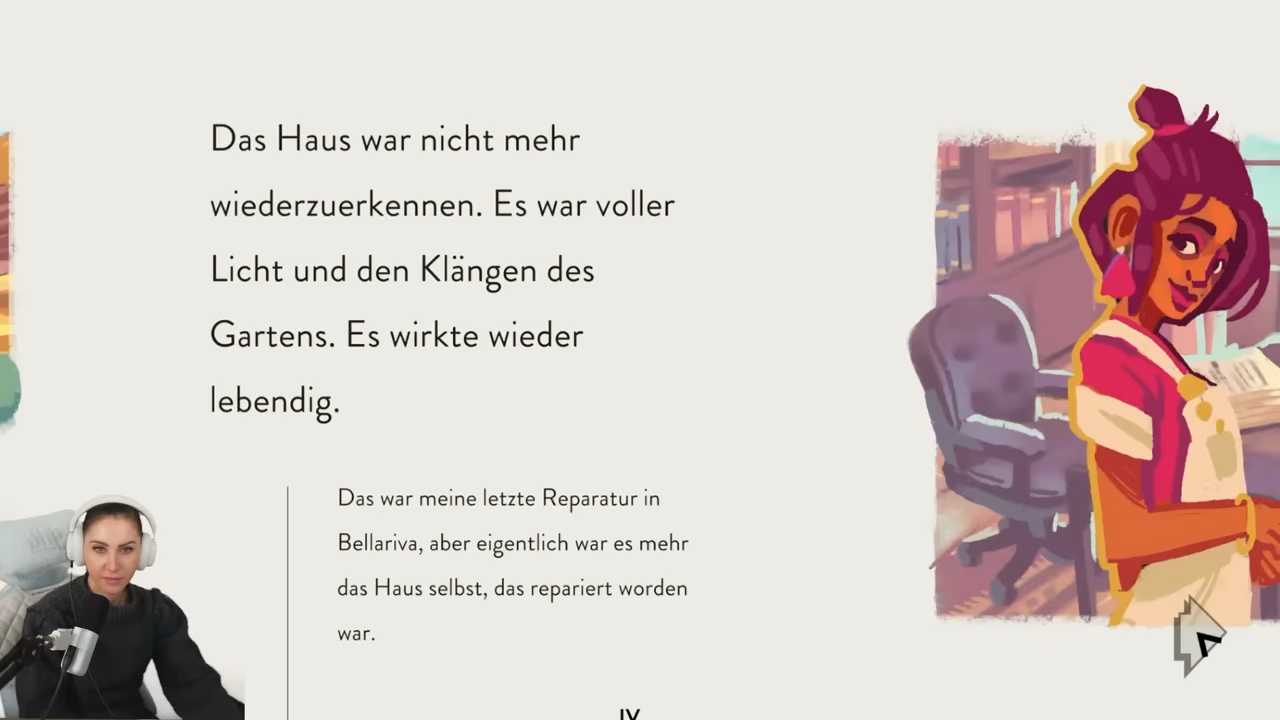 Das Haus war nicht mehr
wiederzuerkennen. Es war voller
Licht und den Klängen des
Gartens. Es wirkte wieder
lebendig.
Das war meine letzte Reparatur in
Bellariva, aber eigentlich war es mehr
das Haus selbst, das repariert worden
war.